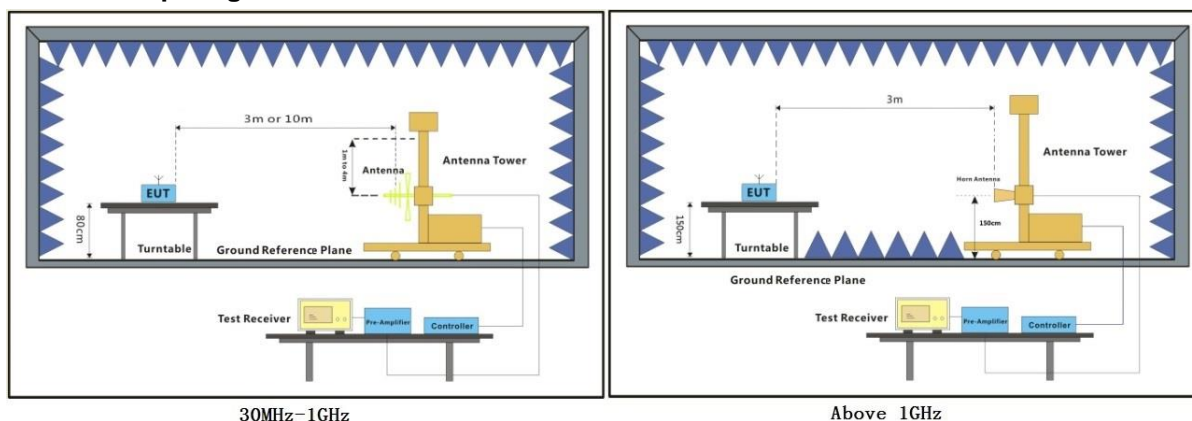 3m or 10m
1m to 4m
Antenna
Antenna Tower
EUT
80cm
Turntable
Ground Reference Plane
Test Receiver
Pre-Amplifier
Controller
30MHz-1GHz
3m
Antenna Tower
Horn Antenna
EUT
150cm
150cm
Turntable
Ground Reference Plane
Test Receiver
Pre-Amplifier
Controller
Above 1GHz